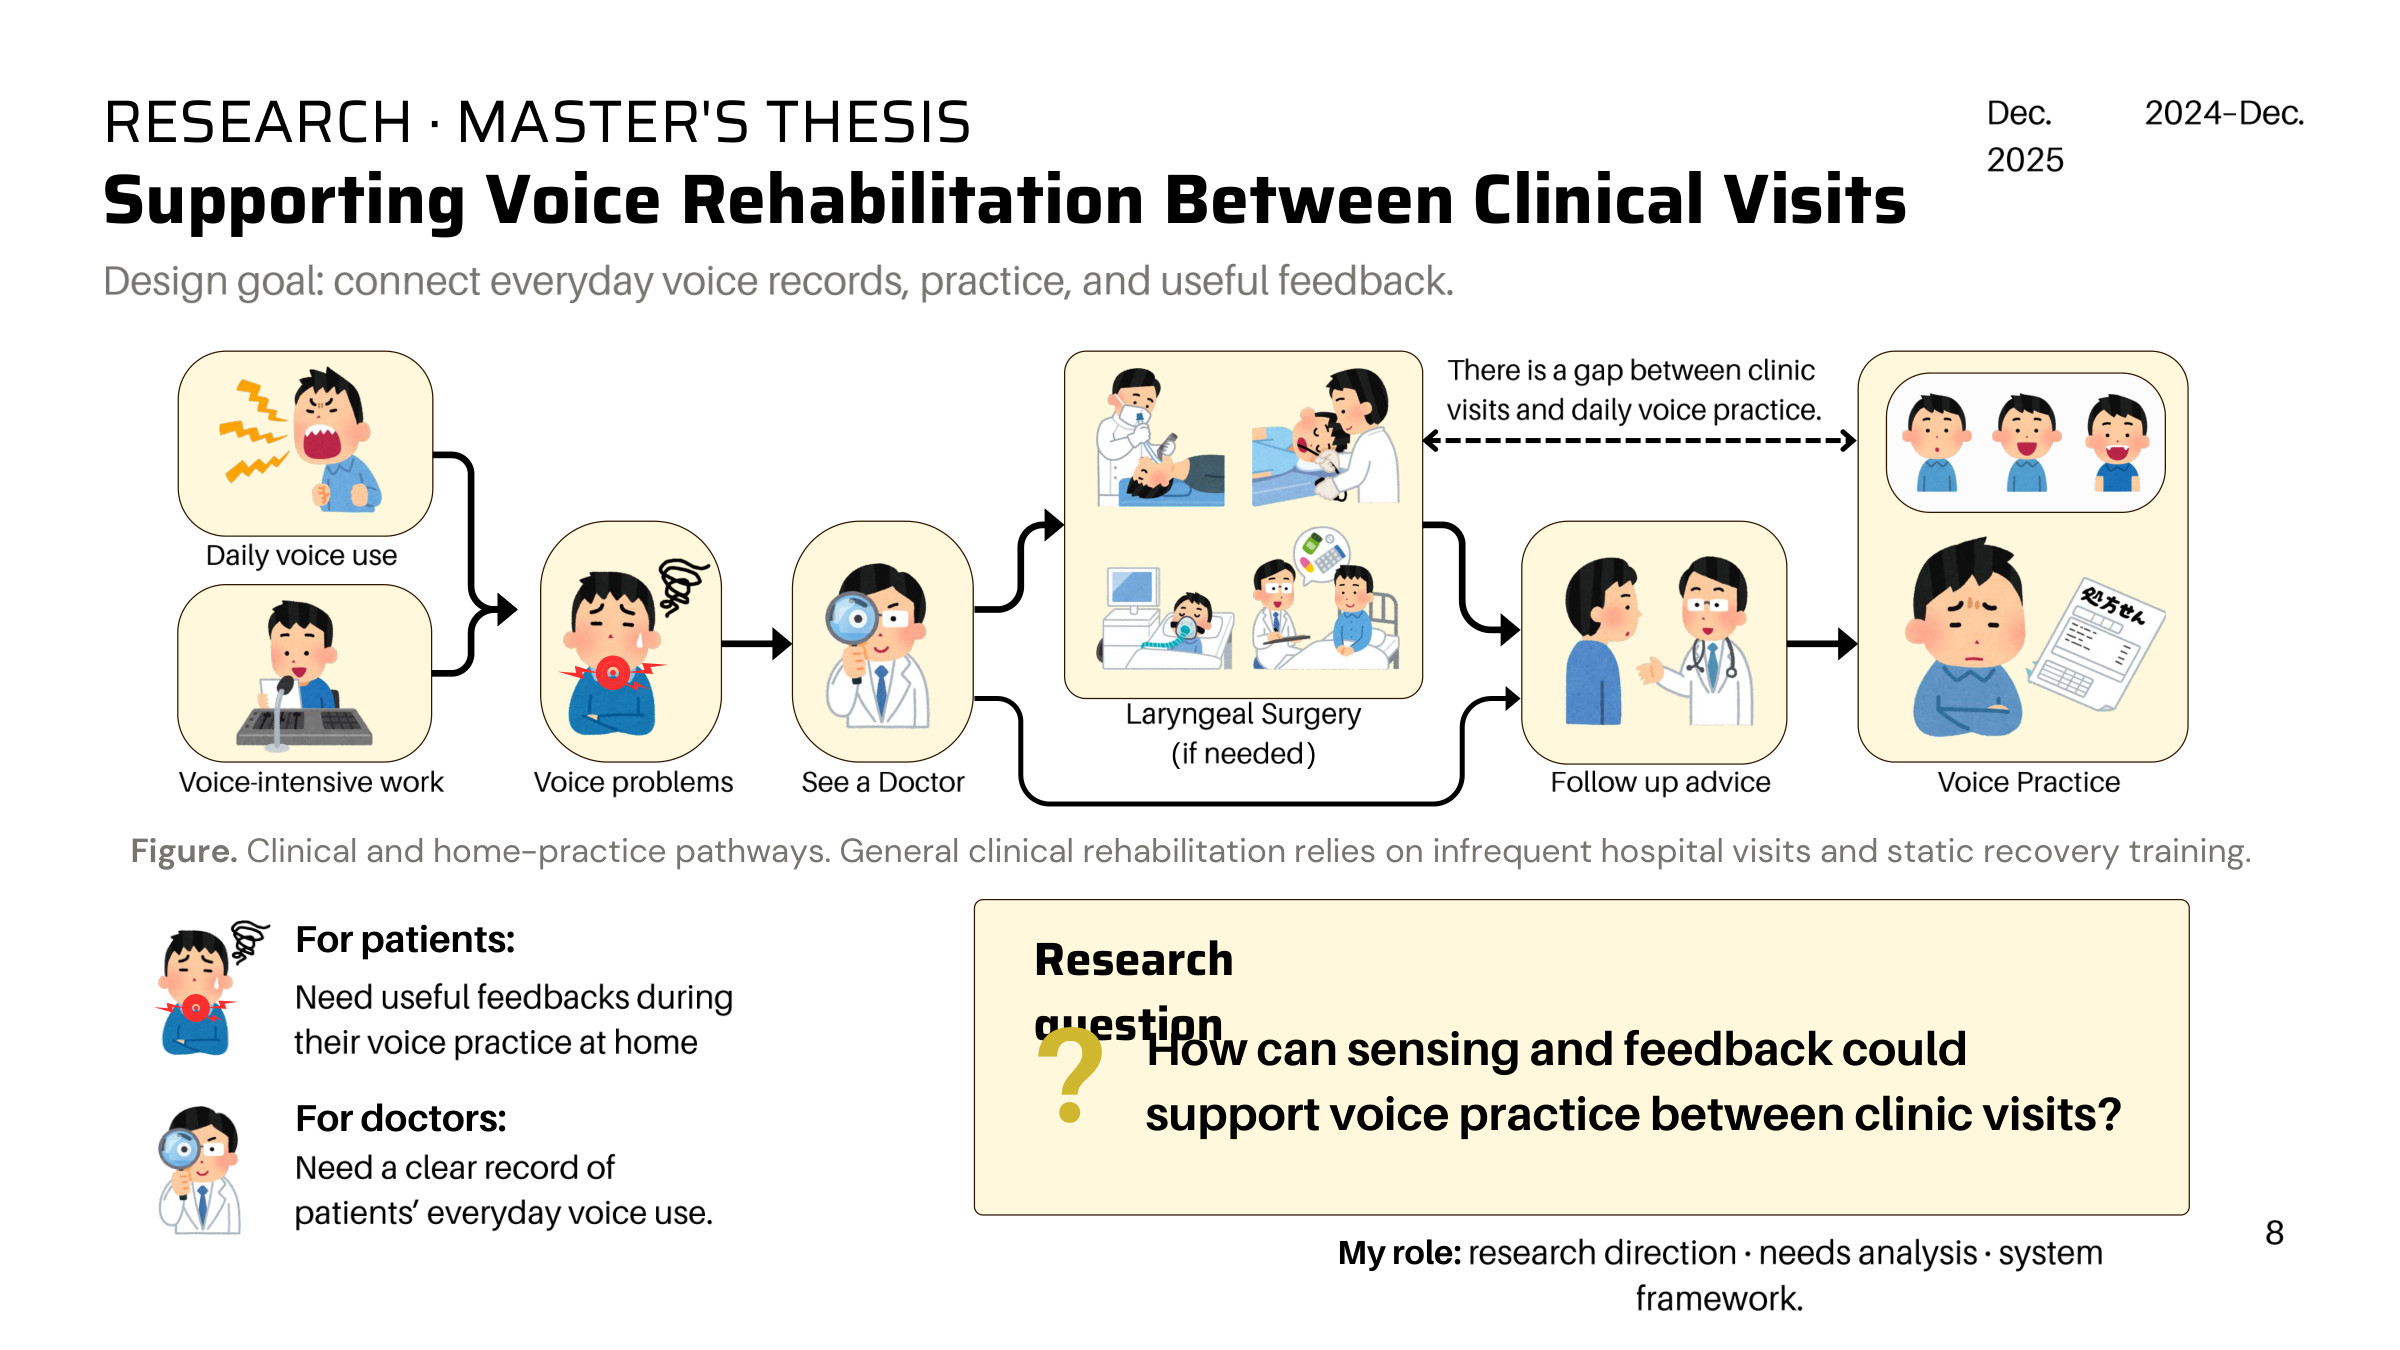 RESEARCH · MASTER'S THESIS
Dec. 2024–Dec.
2025
Supporting Voice Rehabilitation Between Clinical Visits
Design goal: connect everyday voice records, practice, and useful feedback.
There is a gap between clinic
visits and daily voice practice.
Daily voice use
処方せん
Laryngeal Surgery
(if needed)
Voice-intensive work
Voice problems
See a Doctor
Follow up advice
Voice Practice
Figure. Clinical and home-practice pathways. General clinical rehabilitation relies on infrequent hospital visits and static recovery training.
For patients:
Need useful feedbacks during
their voice practice at home
For doctors:
Need a clear record of
patients’ everyday voice use.
Research
question
?
How can sensing and feedback could
support voice practice between clinic visits?
My role: research direction · needs analysis · system
framework.
8